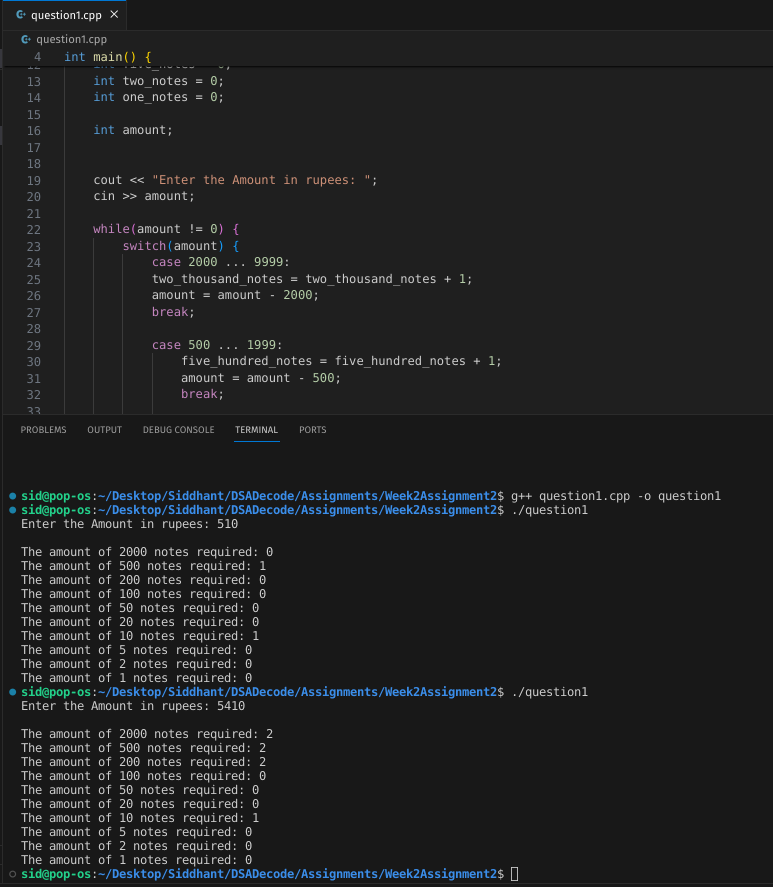 question1.cpp ×
question1.cpp
4 int main() {
13 int two_notes = 0;
14 int one_notes = 0;
15
16 int amount;
17
18
19 cout << "Enter the Amount in rupees: ";
20 cin >> amount;
21
22 while(amount != 0) {
23 switch(amount) {
24 case 2000 ... 9999:
25 two_thousand_notes = two_thousand_notes + 1;
26 amount = amount - 2000;
27 break;
28
29 case 500 ... 1999:
30 five_hundred_notes = five_hundred_notes + 1;
31 amount = amount - 500;
32 break;
33
PROBLEMS OUTPUT DEBUG CONSOLE TERMINAL PORTS
sid@pop-os:~/Desktop/Siddhant/DSADecode/Assignments/Week2Assignment2$ g++ question1.cpp -o question1
sid@pop-os:~/Desktop/Siddhant/DSADecode/Assignments/Week2Assignment2$ ./question1
Enter the Amount in rupees: 510
The amount of 2000 notes required: 0
The amount of 500 notes required: 1
The amount of 200 notes required: 0
The amount of 100 notes required: 0
The amount of 50 notes required: 0
The amount of 20 notes required: 0
The amount of 10 notes required: 1
The amount of 5 notes required: 0
The amount of 2 notes required: 0
The amount of 1 notes required: 0
sid@pop-os:~/Desktop/Siddhant/DSADecode/Assignments/Week2Assignment2$ ./question1
Enter the Amount in rupees: 5410
The amount of 2000 notes required: 2
The amount of 500 notes required: 2
The amount of 200 notes required: 2
The amount of 100 notes required: 0
The amount of 50 notes required: 0
The amount of 20 notes required: 0
The amount of 10 notes required: 1
The amount of 5 notes required: 0
The amount of 2 notes required: 0
The amount of 1 notes required: 0
sid@pop-os:~/Desktop/Siddhant/DSADecode/Assignments/Week2Assignment2$